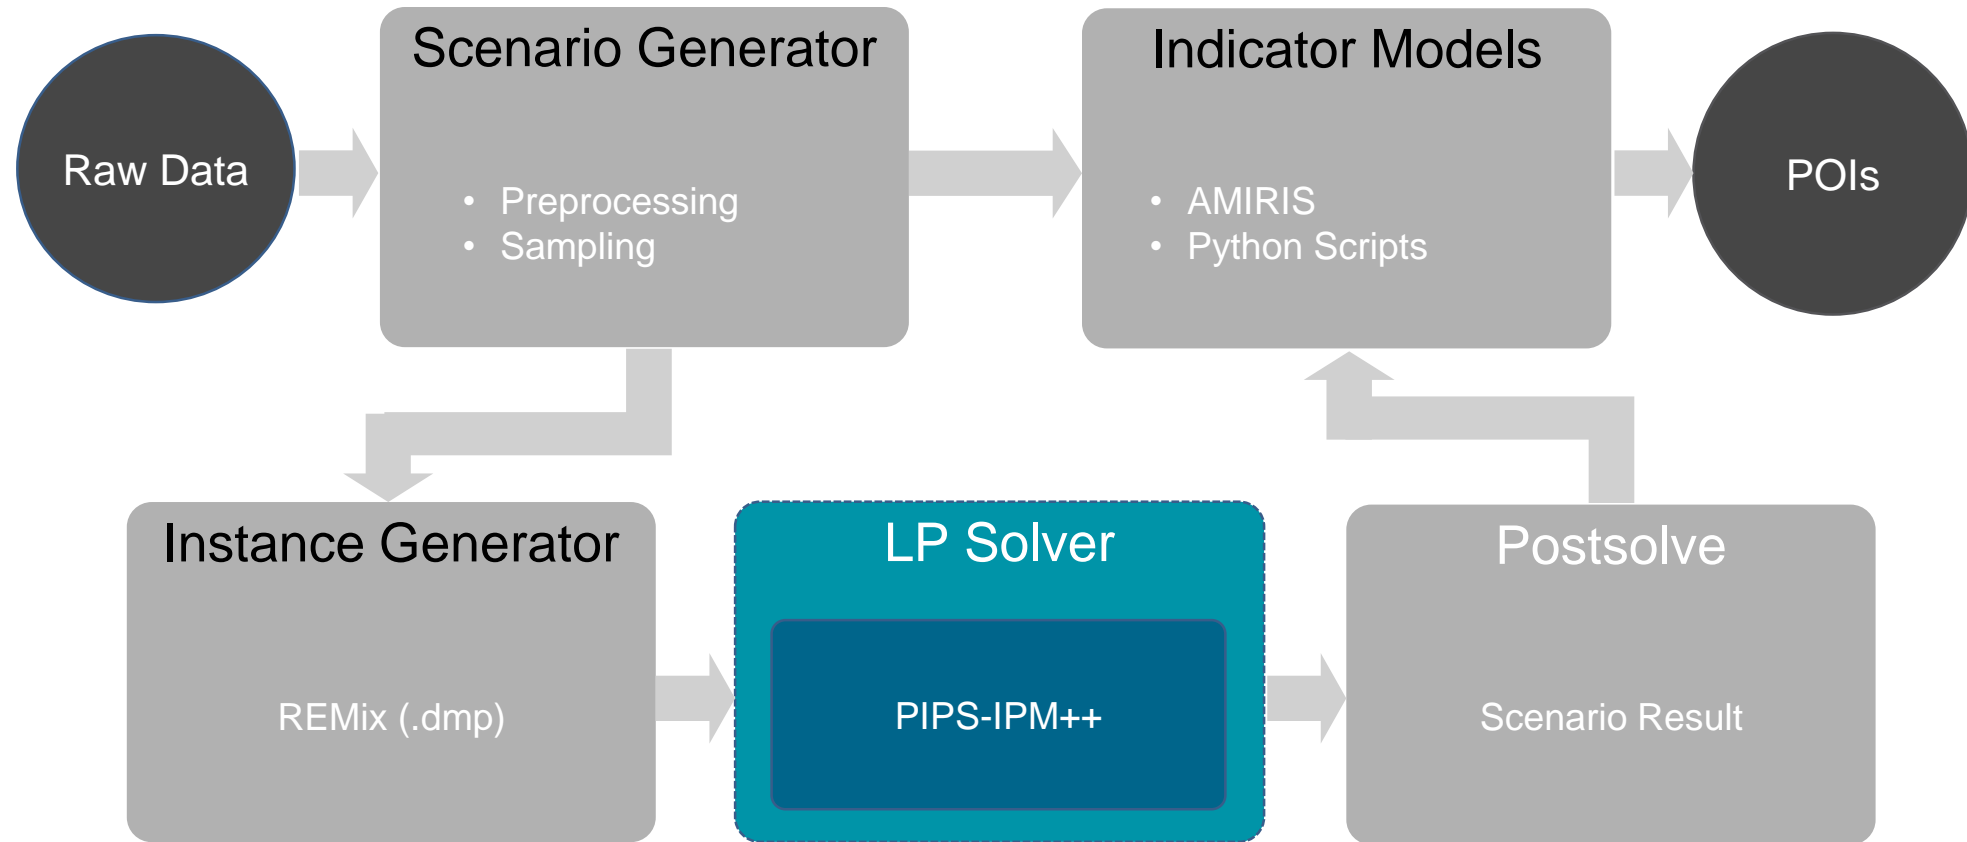 Raw Data
Scenario Generator
• Preprocessing
• Sampling
Indicator Models
• AMIRIS
• Python Scripts
POIs
Instance Generator
REMix (.dmp)
LP Solver
PIPS-IPM++
Postsolve
Scenario Result